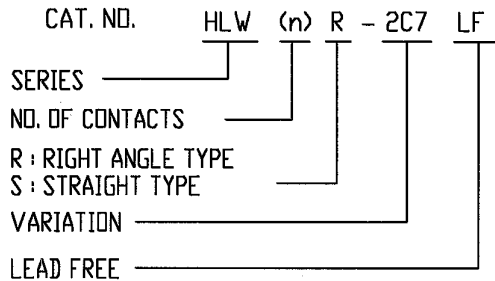 CAT. NO. HLW (n) R - 2C7 LF
SERIES
NO. OF CONTACTS
R : RIGHT ANGLE TYPE
S : STRAIGHT TYPE
VARIATION
LEAD FREE